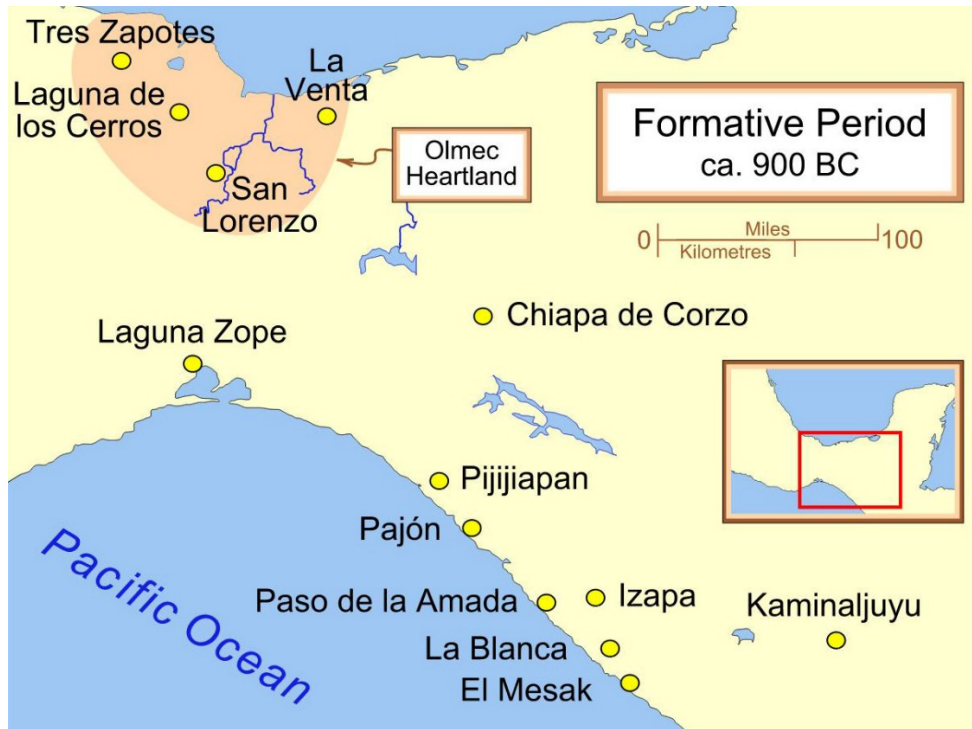 Tres Zapotes
La
Venta
Laguna de
los Cerros
San
Lorenzo
Olmec
Heartland
Formative Period
ca. 900 BC
0 Miles 100
Kilometres
Chiapa de Corzo
Laguna Zope
Pijijiapan
Pajón
Paso de la Amada
Izapa
Kaminaljuyu
La Blanca
El Mesak
Pacific Ocean